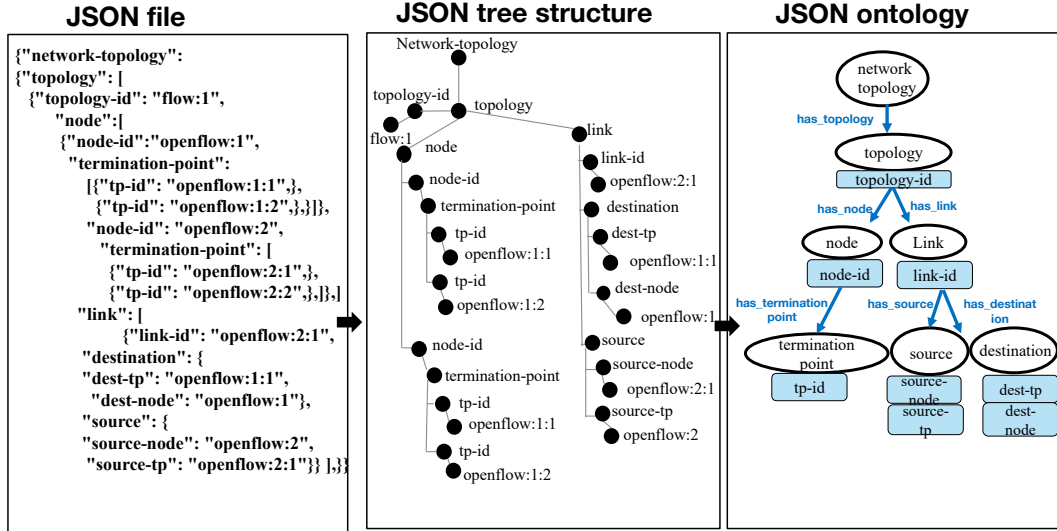 JSON file
{"network-topology":
{"topology": [
{"topology-id": "flow:1",
"node":[
{"node-id":"openflow:1",
"termination-point":
[{"tp-id": "openflow:1:1",},
{"tp-id": "openflow:1:2",},}]},
"node-id": "openflow:2",
"termination-point": [
{"tp-id": "openflow:2:1",},
{"tp-id": "openflow:2:2",},]},]
"link": [
{"link-id": "openflow:2:1",
"destination": {
"dest-tp": "openflow:1:1",
"dest-node": "openflow:1"},
"source": {
"source-node": "openflow:2",
"source-tp": "openflow:2:1"}} ],}}
JSON tree structure
Network-topology
topology-id
topology
flow:1
node
node-id
termination-point
tp-id
openflow:1:1
tp-id
openflow:1:2
node-id
termination-point
tp-id
openflow:1:1
tp-id
openflow:1:2
link
link-id
openflow:2:1
destination
dest-tp
openflow:1:1
dest-node
openflow:1
source
source-node
openflow:2:1
source-tp
openflow:2
JSON ontology
network
topology
has_topology
topology
topology-id
has_node
has_link
node
Link
node-id
link-id
has_termination
point
has_source
has_destinat
ion
termination
point
source
destination
tp-id
source-
node
source-
tp
dest-tp
dest-
node